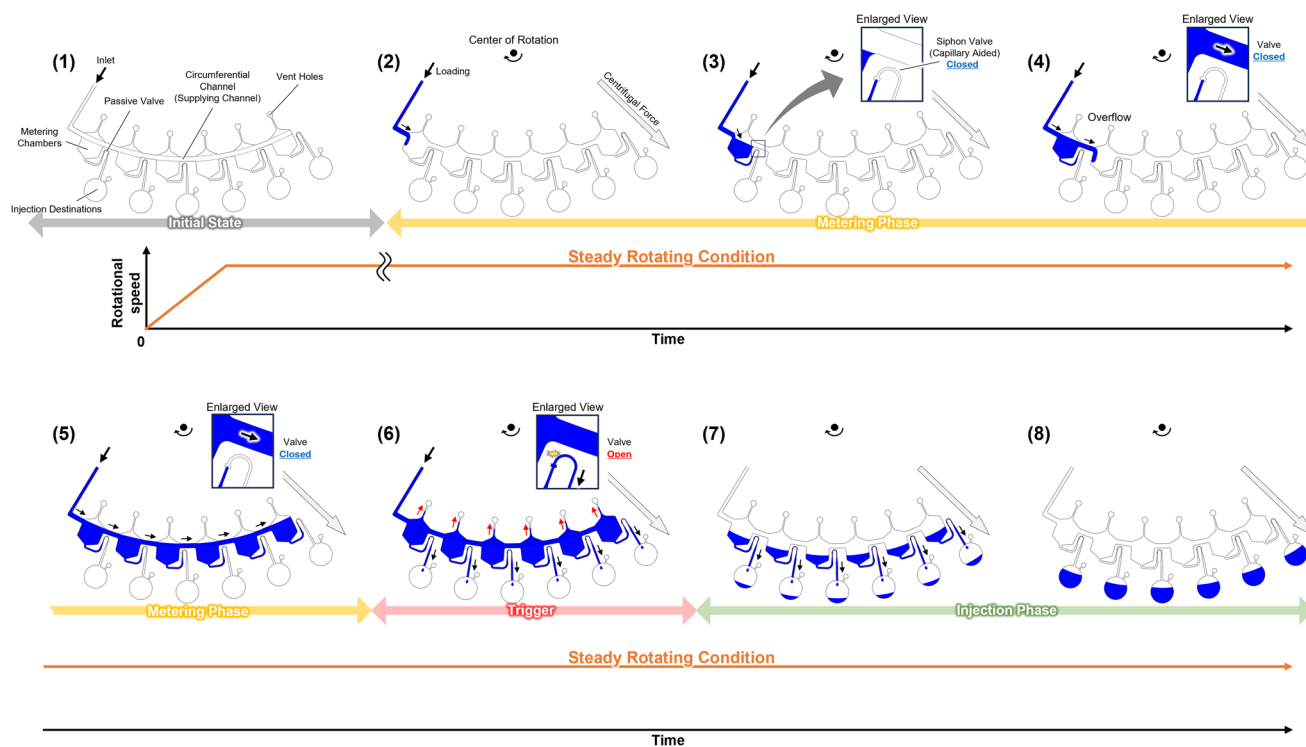 (1)
Inlet
Passive Valve
Circumferential
Channel
(Supplying Channel)
Vent Holes
Metering
Chambers
Injection Destinations
(2)
Loading
Center of Rotation
Centrifugal Force
(3)
Enlarged View
Siphon Valve
(Capillary Aided)
Closed
(4)
Overflow
Enlarged View
Valve
Closed
Initial State
Metering Phase
Rotational
speed
0
Steady Rotating Condition
Time
(5)
Enlarged View
Valve
Closed
(6)
Enlarged View
Valve
Open
(7)
(8)
Metering Phase
Trigger
Injection Phase
Steady Rotating Condition
Time